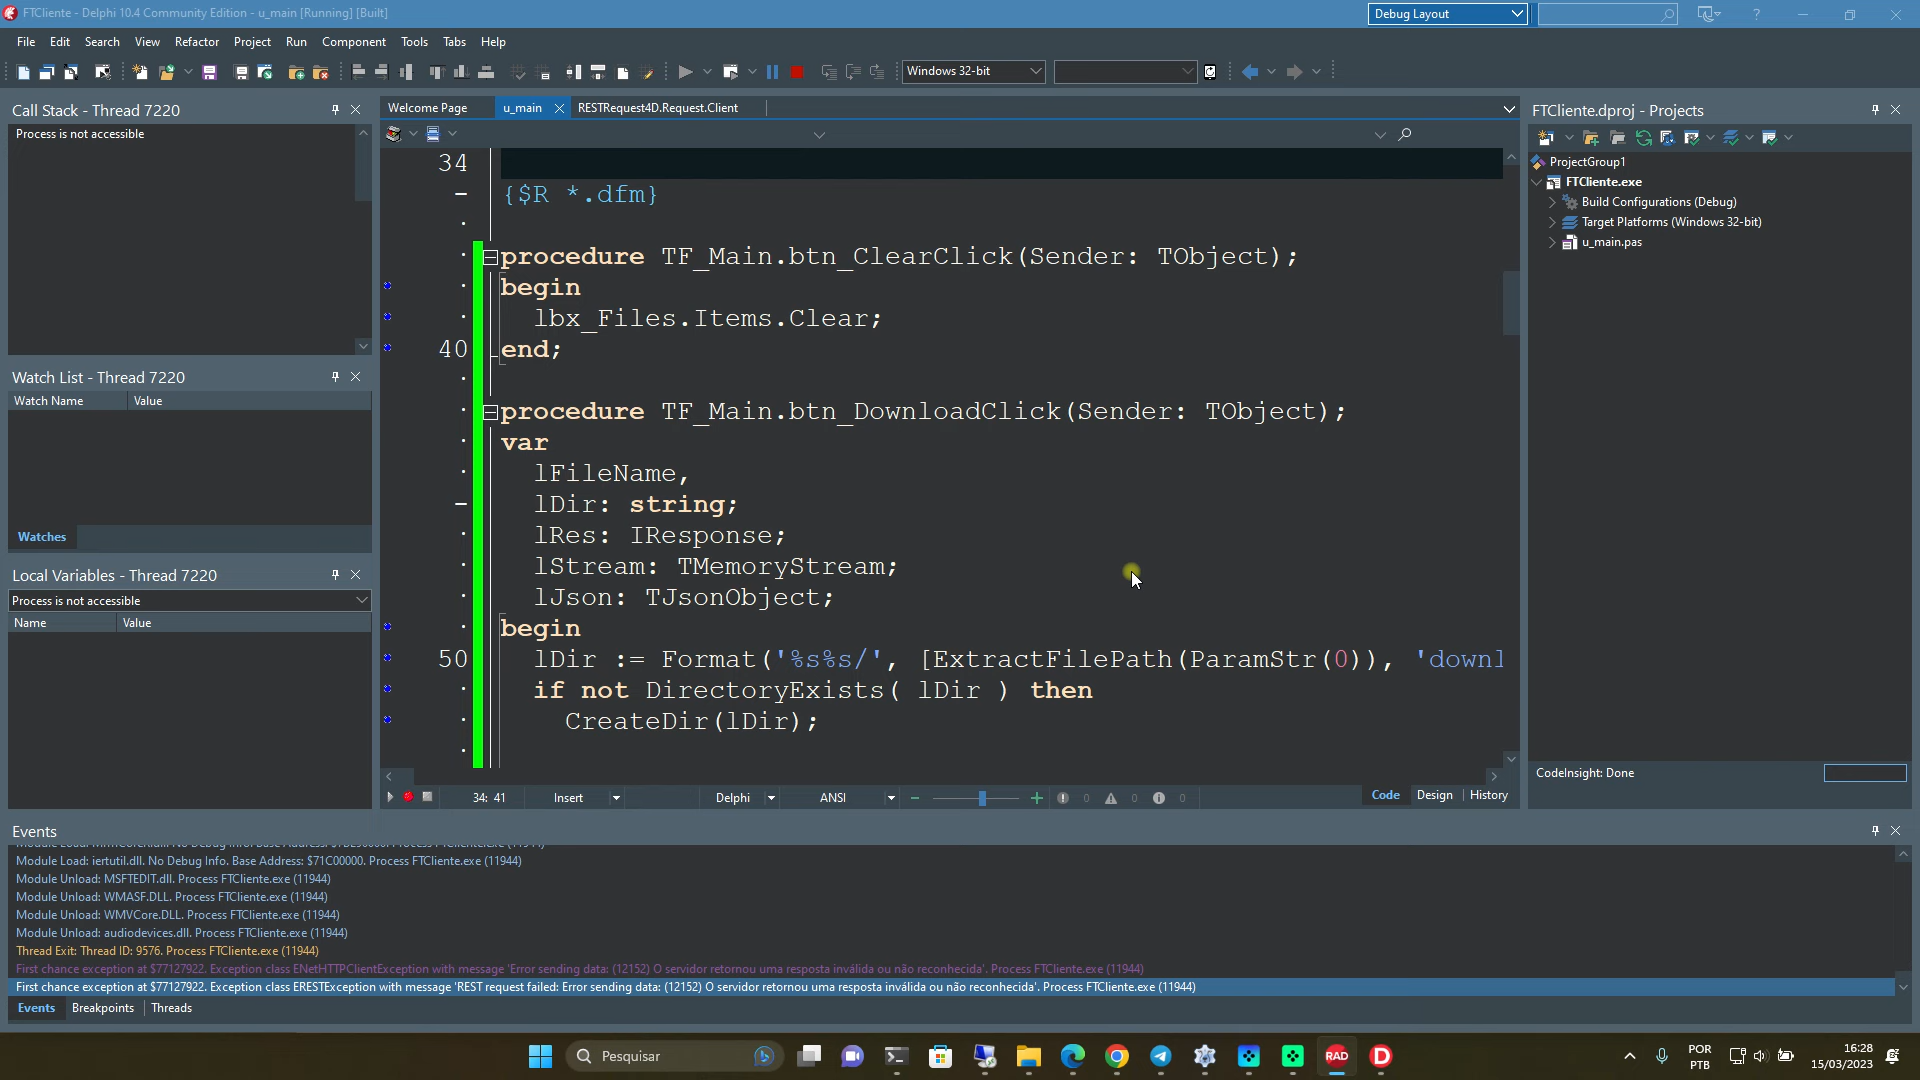 FTCliente - Delphi 10.4 Community Edition - u_main [Running] [Built]
Debug Layout
File Edit Search View Refactor Project Run Component Tools Tabs Help
Windows 32-bit
Call Stack - Thread 7220
Process is not accessible
Watch List - Thread 7220
Watch Name Value
Watches
Local Variables - Thread 7220
Process is not accessible
Name Value
Welcome Page u_main RESTRequest4D.Request.Client
34
{$R *.dfm}
procedure TF_Main.btn_ClearClick(Sender: TObject);
begin
lbx_Files.Items.Clear;
40 end;
procedure TF_Main.btn_DownloadClick(Sender: TObject);
var
lFileName,
lDir: string;
lRes: IResponse;
lStream: TMemoryStream;
lJson: TJsonObject;
begin
50 lDir := Format('%s%s/', [ExtractFilePath(ParamStr(0)), 'downl
if not DirectoryExists( lDir ) then
CreateDir(lDir);
34: 41 Insert Delphi ANSI 0 0 0 Code Design History
FTCliente.dproj - Projects
ProjectGroup1
FTCliente.exe
Build Configurations (Debug)
Target Platforms (Windows 32-bit)
u_main.pas
CodeInsight: Done
Events
Module Load: iertutil.dll. No Debug Info. Base Address: $71C00000. Process FTCliente.exe (11944)
Module Unload: MSFTEDIT.dll. Process FTCliente.exe (11944)
Module Unload: WMASF.DLL. Process FTCliente.exe (11944)
Module Unload: WMVCore.DLL. Process FTCliente.exe (11944)
Module Unload: audiodevices.dll. Process FTCliente.exe (11944)
Thread Exit: Thread ID: 9576. Process FTCliente.exe (11944)
First chance exception at $77127922. Exception class ENetHTTPClientException with message 'Error sending data: (12152) O servidor retornou uma resposta inválida ou não reconhecida'. Process FTCliente.exe (11944)
First chance exception at $77127922. Exception class ERESTException with message 'REST request failed: Error sending data: (12152) O servidor retornou uma resposta inválida ou não reconhecida'. Process FTCliente.exe (11944)
Events Breakpoints Threads
Pesquisar
RAD
POR
PTB
16:28
15/03/2023